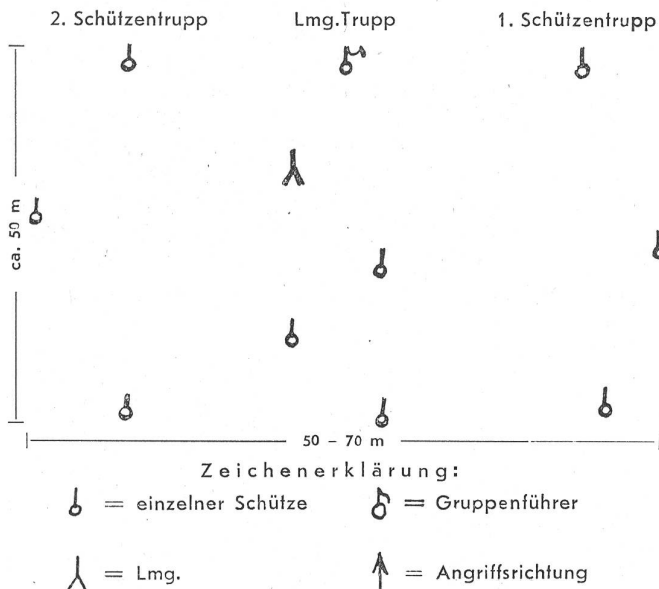 2. Schützentrupp Lmg.Trupp 1. Schützentrupp
ca. 50 m
50 – 70 m
Zeichenerklärung:
= einzelner Schütze = Gruppenführer
= Lmg. = Angriffsrichtung